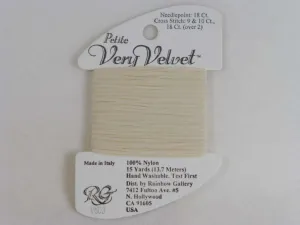 Needlepoint: 18 Ct.
Cross Stitch: 9 & 10 Ct.,
18 Ct. (over 2)
Petite
Very Velvet™
Made in Italy
100% Nylon
15 Yards (13.7 Meters)
Hand Washable. Test First
Dist. by Rainbow Gallery
7412 Fulton Ave. #5
N. Hollywood
CA 91605
USA
RG